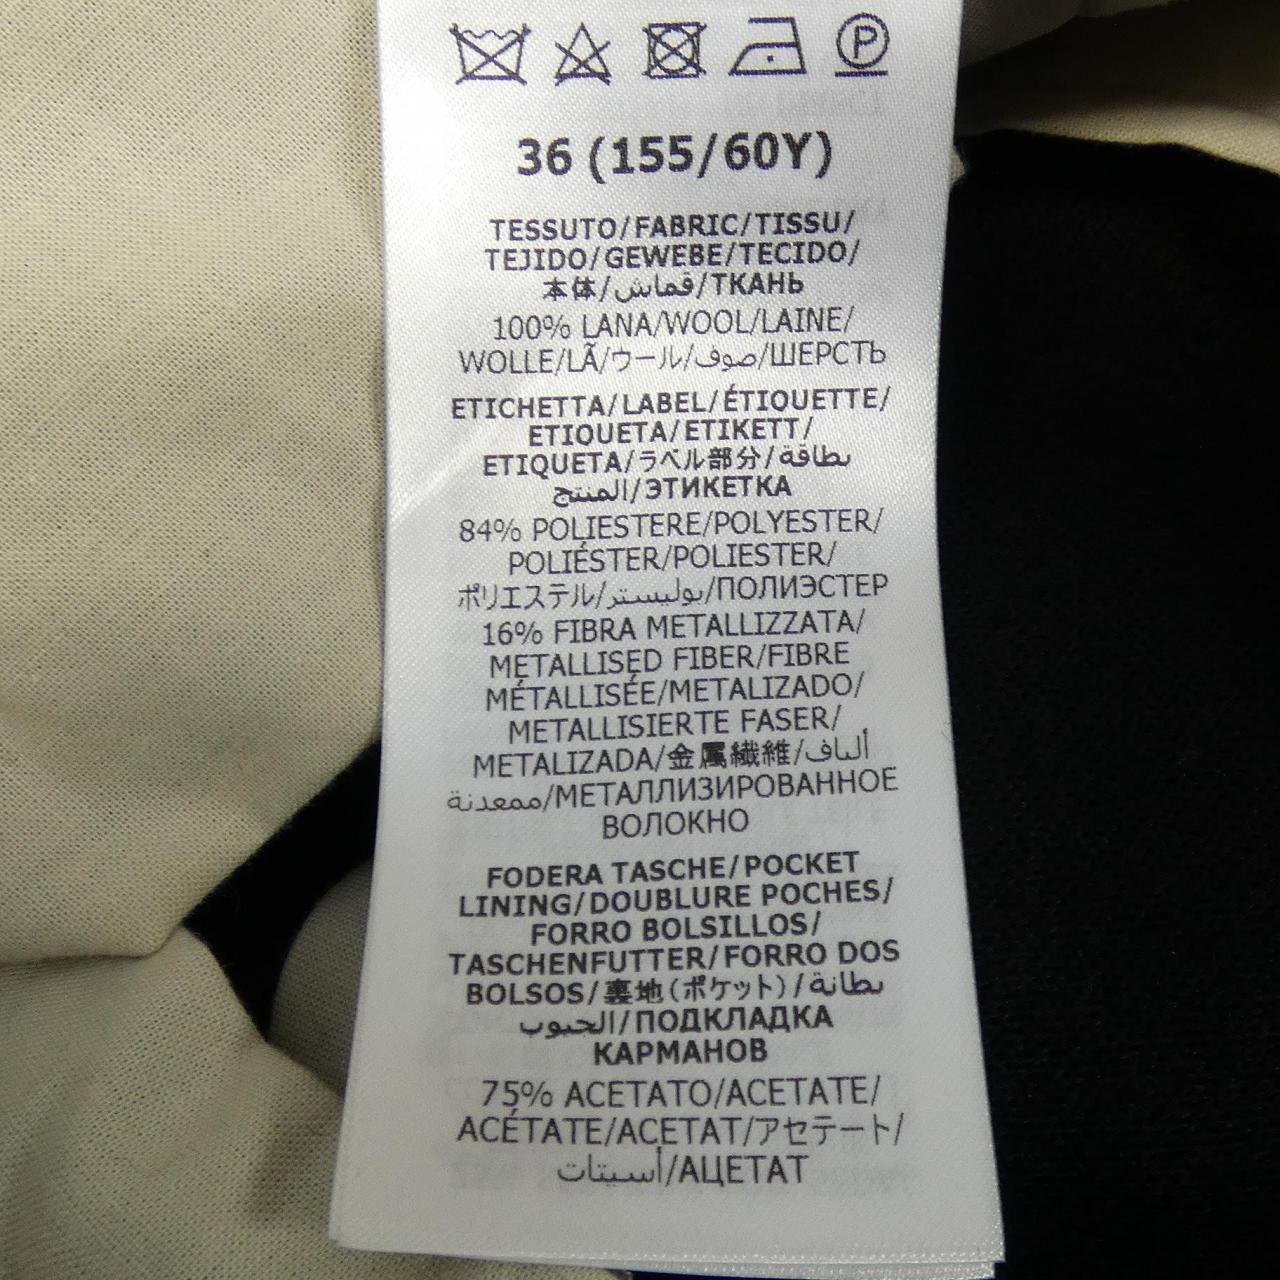 36 (155/60Y)
TESSUTO/FABRIC/TISSU/
TEJIDO/GEWEBE/TECIDO/
本体/قماش/ТКАНЬ
100% LANA/WOOL/LAINE/
WOLLE/LÃ/ウール/صوف/ШЕРСТЬ
ETICHETTA/LABEL/ÉTIQUETTE/
ETIQUETA/ETIKETT/
ETIQUETA/ラベル部分/بطاقة
المنتج/ЭТИКЕТКА
84% POLIESTERE/POLYESTER/
POLIÉSTER/POLIESTER/
ポリエステル/بوليستر/ПОЛИЭСТЕР
16% FIBRA METALLIZZATA/
METALLISED FIBER/FIBRE
MÉTALLISÉE/METALIZADO/
METALLISIERTE FASER/
METALIZADA/金属繊維/ألياف
ممعدنة/МЕТАЛЛИЗИРОВАННОЕ
ВОЛОКНО
FODERA TASCHE/POCKET
LINING/DOUBLURE POCHES/
FORRO BOLSILLOS/
TASCHENFUTTER/FORRO DOS
BOLSOS/裏地(ポケット)/بطانة
الجيوب/ПОДКЛАДКА
КАРМАНОВ
75% ACETATO/ACETATE/
ACÉTATE/ACETAT/アセテート/
أسيتات/АЦЕТАТ